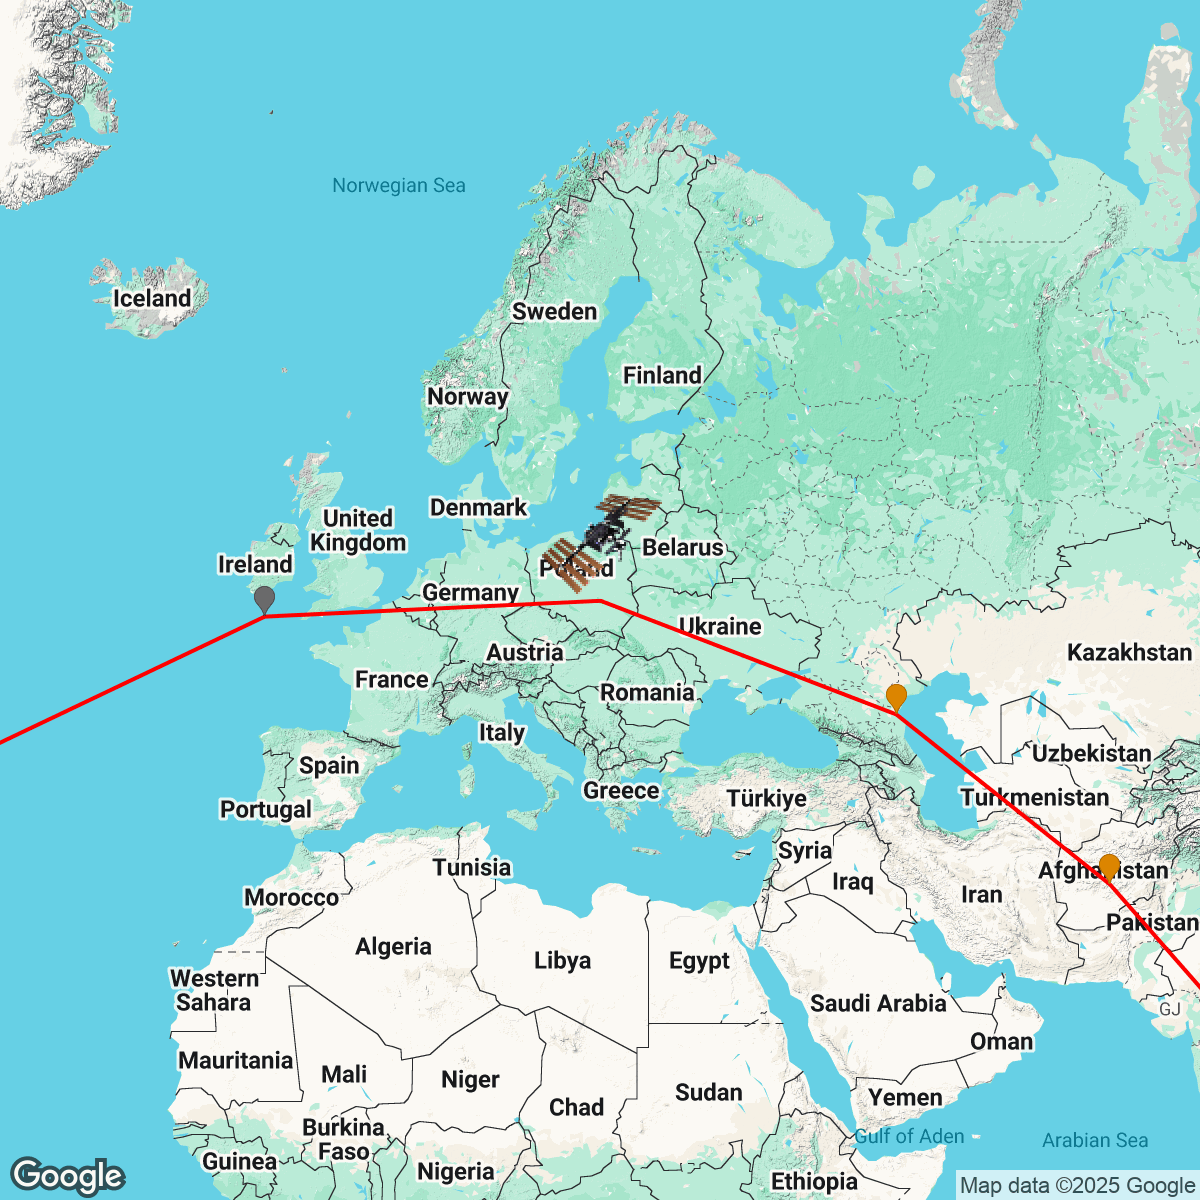 Norwegian Sea
Iceland
Sweden
Finland
Norway
Denmark
United
Kingdom
Ireland
Belarus
Poland
Germany
Ukraine
Austria
Kazakhstan
France
Romania
Italy
Uzbekistan
Spain
Greece
Türkiye
Turkmenistan
Portugal
Syria
Tunisia
Afghanistan
Iraq
Iran
Morocco
Pakistan
Algeria
Libya
Egypt
Western
Sahara
Saudi Arabia
GJ
Oman
Mauritania
Mali
Niger
Chad
Sudan
Yemen
Burkina
Faso
Gulf of Aden
Arabian Sea
Guinea
Nigeria
Ethiopia
Google
Map data ©2025 Google